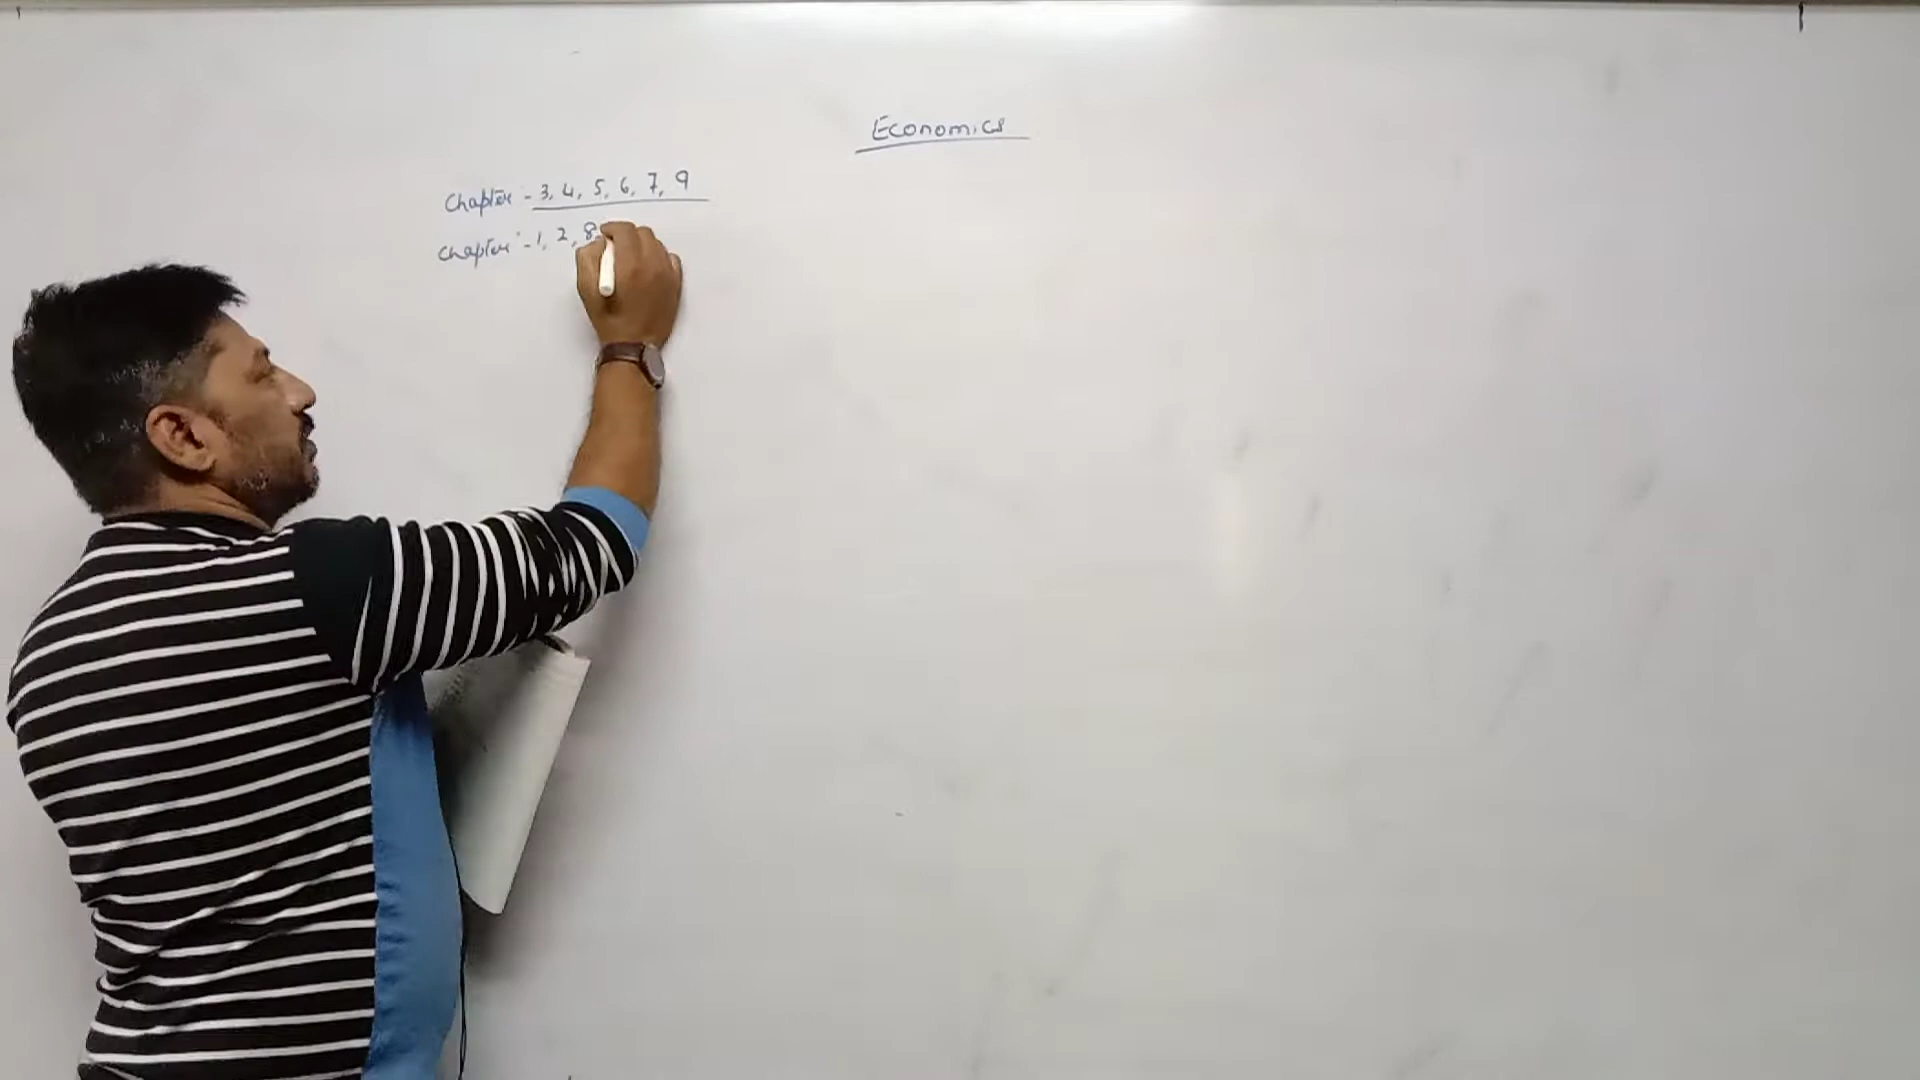 Economics
Chapter - 3, 4, 5, 6, 7, 9
Chapter - 1, 2, 8